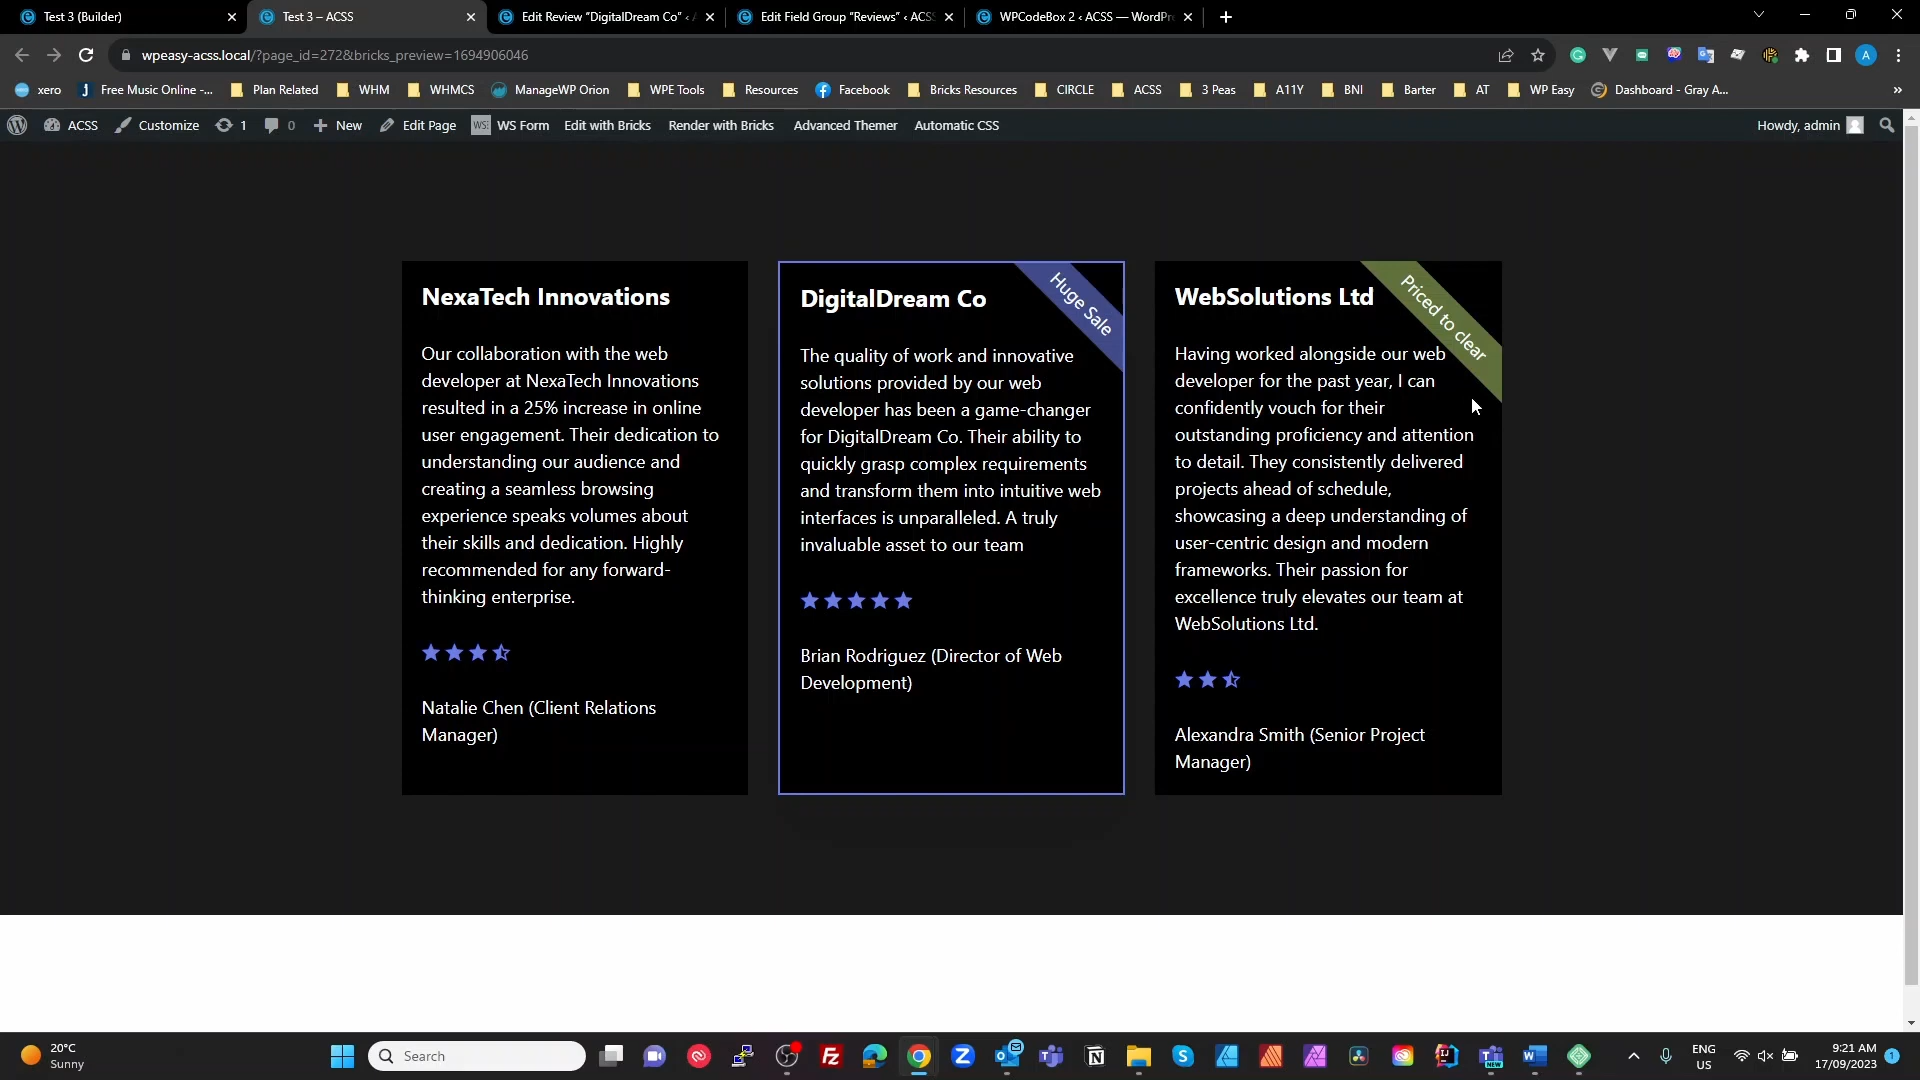 Test 3 (Builder)
Test 3 – ACSS
Edit Review “DigitalDream Co” ‹
Edit Field Group “Reviews” ‹ ACSS
WPCodeBox 2 ‹ ACSS — WordPr
wpeasy-acss.local/?page_id=272&bricks_preview=1694906046
xero
Free Music Online -...
Plan Related
WHM
WHMCS
ManageWP Orion
WPE Tools
Resources
Facebook
Bricks Resources
CIRCLE
ACSS
3 Peas
A11Y
BNI
Barter
AT
WP Easy
Dashboard - Gray A...
»
ACSS
Customize
1
0
New
Edit Page
WS Form
Edit with Bricks
Render with Bricks
Advanced Themer
Automatic CSS
Howdy, admin
NexaTech Innovations
Our collaboration with the web
developer at NexaTech Innovations
resulted in a 25% increase in online
user engagement. Their dedication to
understanding our audience and
creating a seamless browsing
experience speaks volumes about
their skills and dedication. Highly
recommended for any forward-
thinking enterprise.
Natalie Chen (Client Relations
Manager)
Huge Sale
DigitalDream Co
The quality of work and innovative
solutions provided by our web
developer has been a game-changer
for DigitalDream Co. Their ability to
quickly grasp complex requirements
and transform them into intuitive web
interfaces is unparalleled. A truly
invaluable asset to our team
Brian Rodriguez (Director of Web
Development)
Priced to clear
WebSolutions Ltd
Having worked alongside our web
developer for the past year, I can
confidently vouch for their
outstanding proficiency and attention
to detail. They consistently delivered
projects ahead of schedule,
showcasing a deep understanding of
user-centric design and modern
frameworks. Their passion for
excellence truly elevates our team at
WebSolutions Ltd.
Alexandra Smith (Senior Project
Manager)
20°C
Sunny
Search
ENG
US
9:21 AM
17/09/2023
1